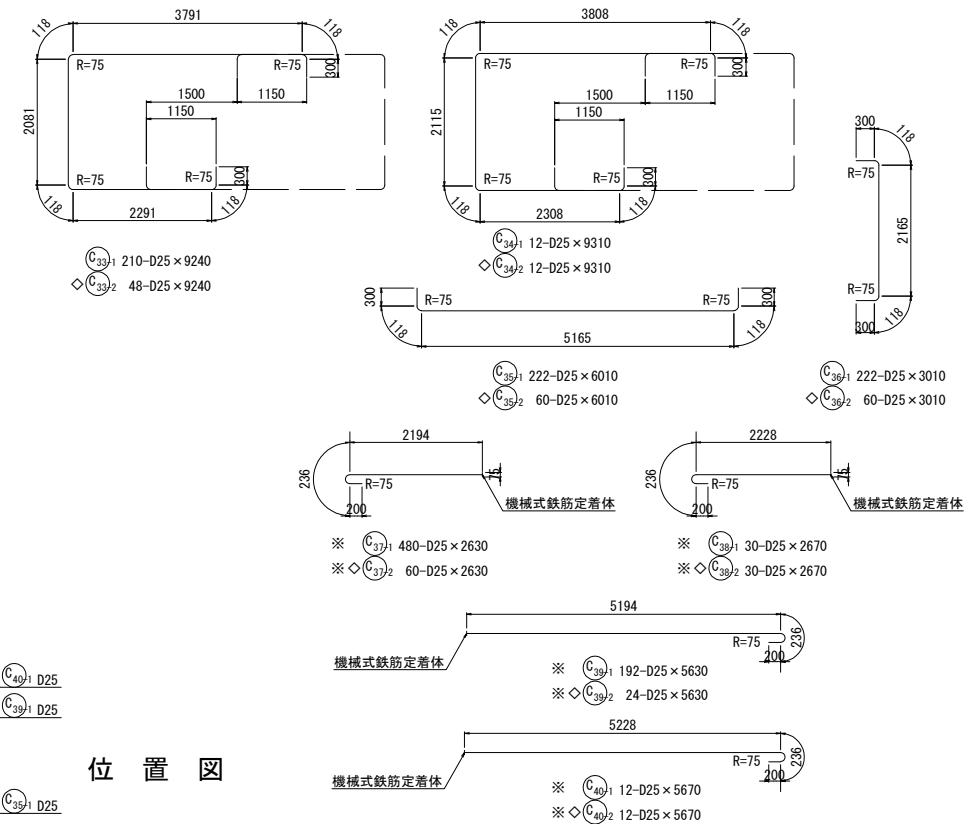 118
3791
118
R=75
R=75
300
1500
1150
1150
2081
R=75
R=75
300
118
2291
118
C33-1 210-D25×9240
◇C33-2 48-D25×9240
118
3808
118
R=75
R=75
300
1500
1150
1150
2115
R=75
R=75
300
118
2308
118
C34-1 12-D25×9310
◇C34-2 12-D25×9310
300
118
R=75
2165
R=75
300
118
C36-1 222-D25×3010
◇C36-2 60-D25×3010
300
R=75
R=75
300
118
5165
118
C35-1 222-D25×6010
◇C35-2 60-D25×6010
2194
236
R=75
75
200
機械式鉄筋定着体
※ C37-1 480-D25×2630
※◇C37-2 60-D25×2630
2228
236
R=75
75
200
機械式鉄筋定着体
※ C38-1 30-D25×2670
※◇C38-2 30-D25×2670
5194
R=75
236
200
機械式鉄筋定着体
※ C39-1 192-D25×5630
※◇C39-2 24-D25×5630
5228
R=75
236
200
機械式鉄筋定着体
※ C40-1 12-D25×5670
※◇C40-2 12-D25×5670
C40-1 D25
C39-1 D25
位置図
C35-1 D25